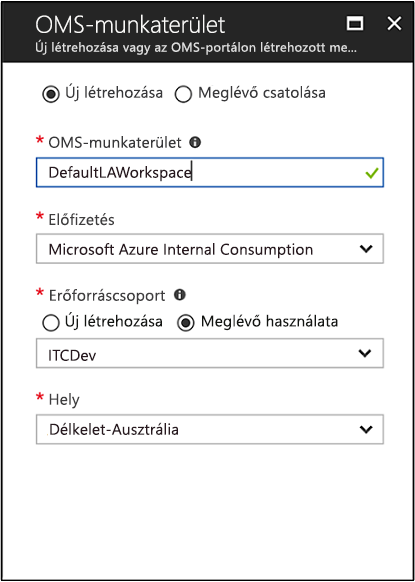 OMS-munkaterület
Új létrehozása vagy az OMS-portálon létrehozott me...
Új létrehozása Meglévő csatolása
* OMS-munkaterület
DefaultLAWorkspace
* Előfizetés
Microsoft Azure Internal Consumption
* Erőforráscsoport
Új létrehozása Meglévő használata
ITCDev
* Hely
Délkelet-Ausztrália